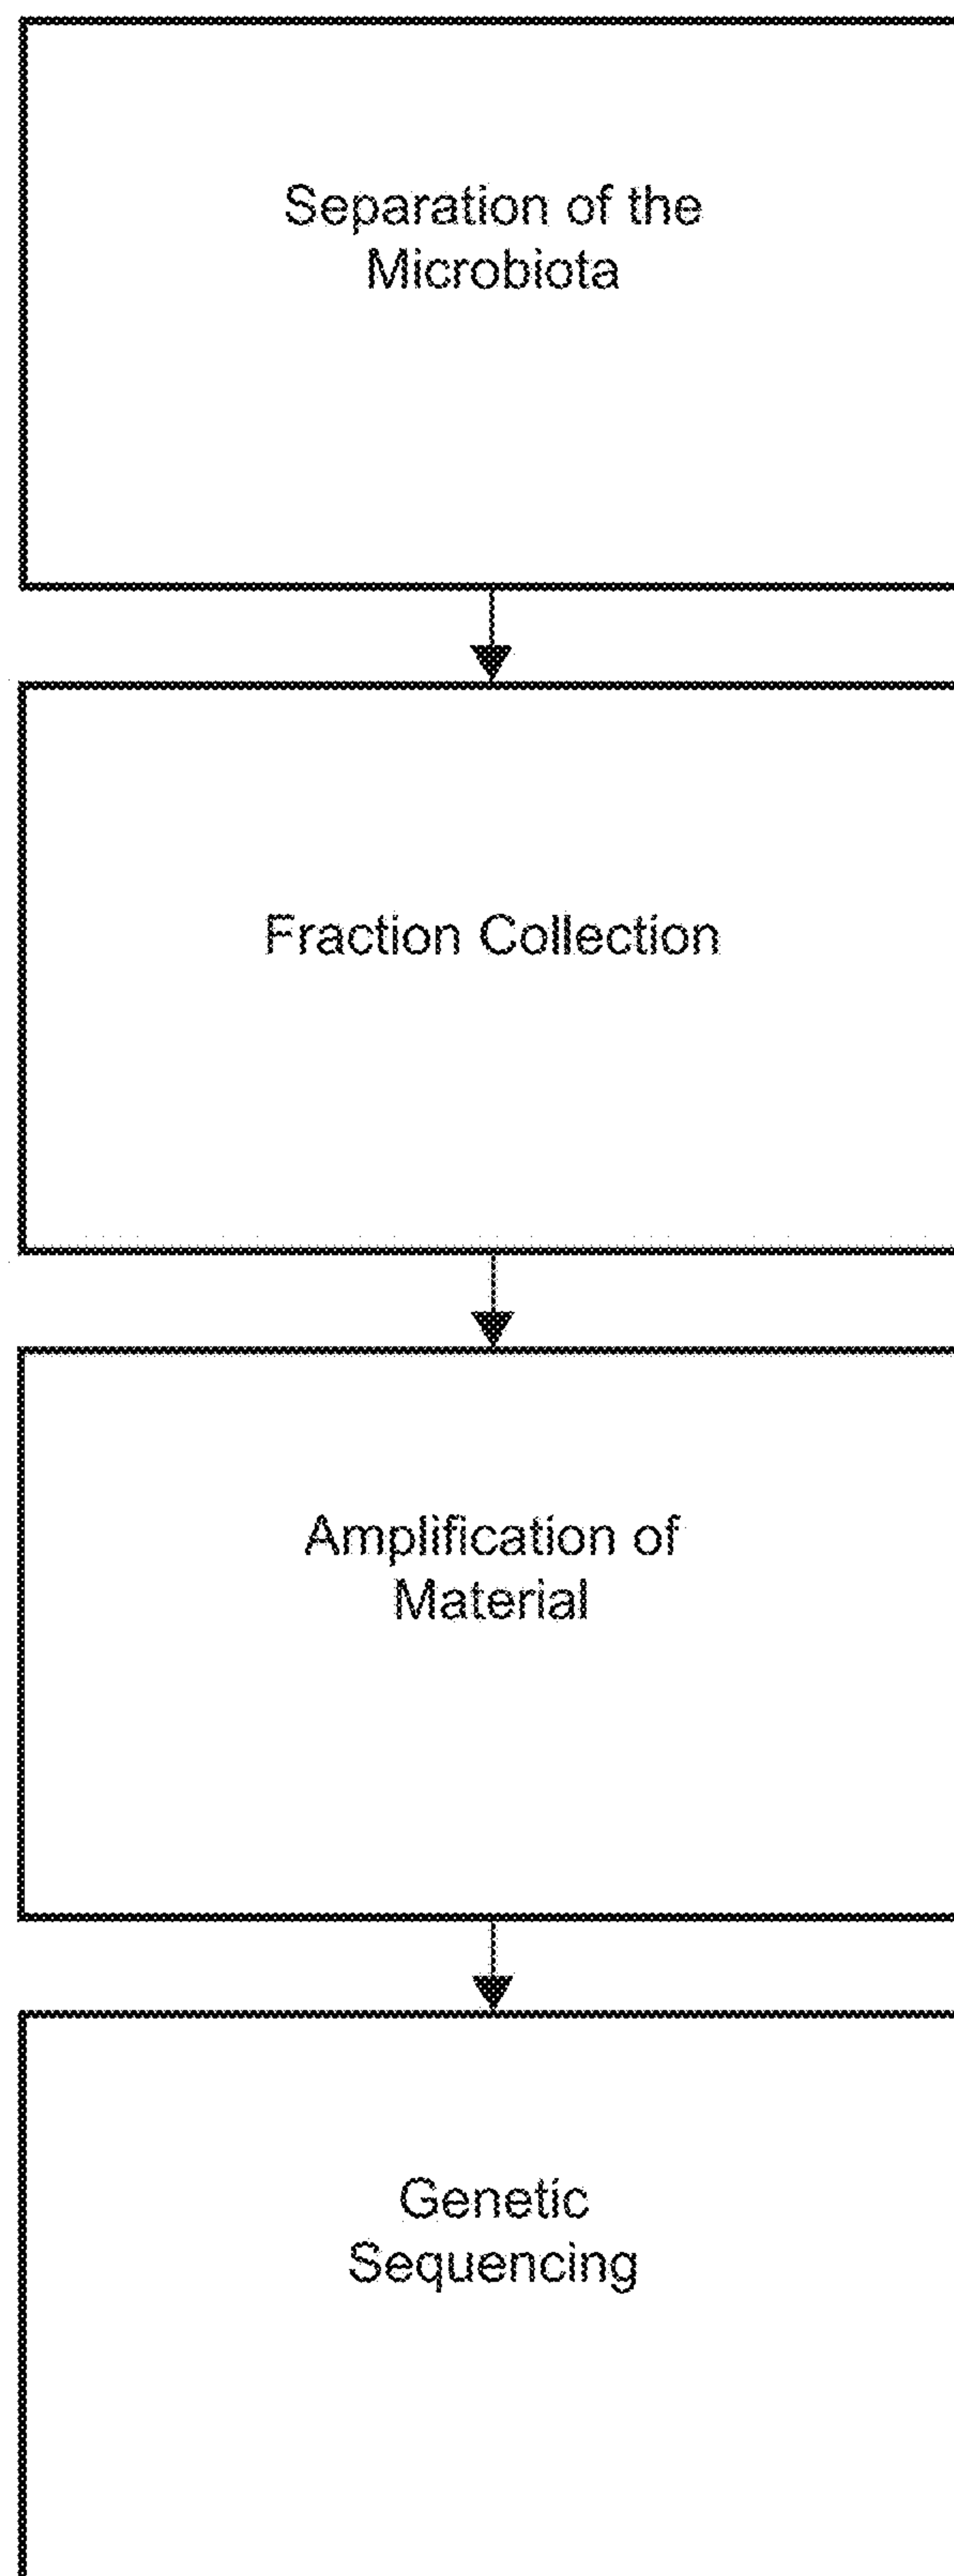 Separation of the
Microbiota
Fraction Collection
Amplification of
Material
Genetic
Sequencing